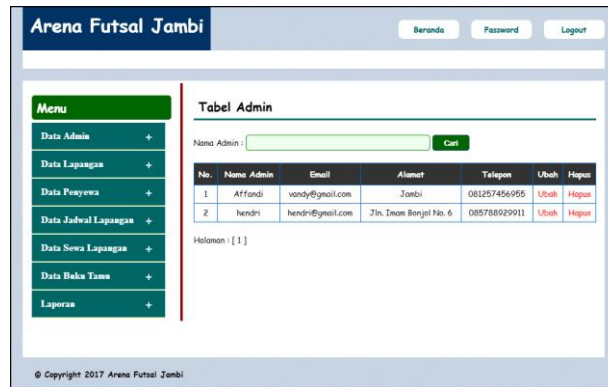 Arena Futsal Jambi
Beranda Password Logout
Menu
Data Admin +
Data Lapangan +
Data Penyewa +
Data Jadwal Lapangan +
Data Sewa Lapangan +
Data Buku Tamu +
Laporan +
Tabel Admin
Nama Admin : Cari
No. Nama Admin Email Alamat Telepon Ubah Hapus
1 Affandi vandy@gmail.com Jambi 081257456955 Ubah Hapus
2 hendri hendri@gmail.com Jln. Imam Bonjol No. 6 085788929911 Ubah Hapus
Halaman : [ 1 ]
© Copyright 2017 Arena Futsal Jambi